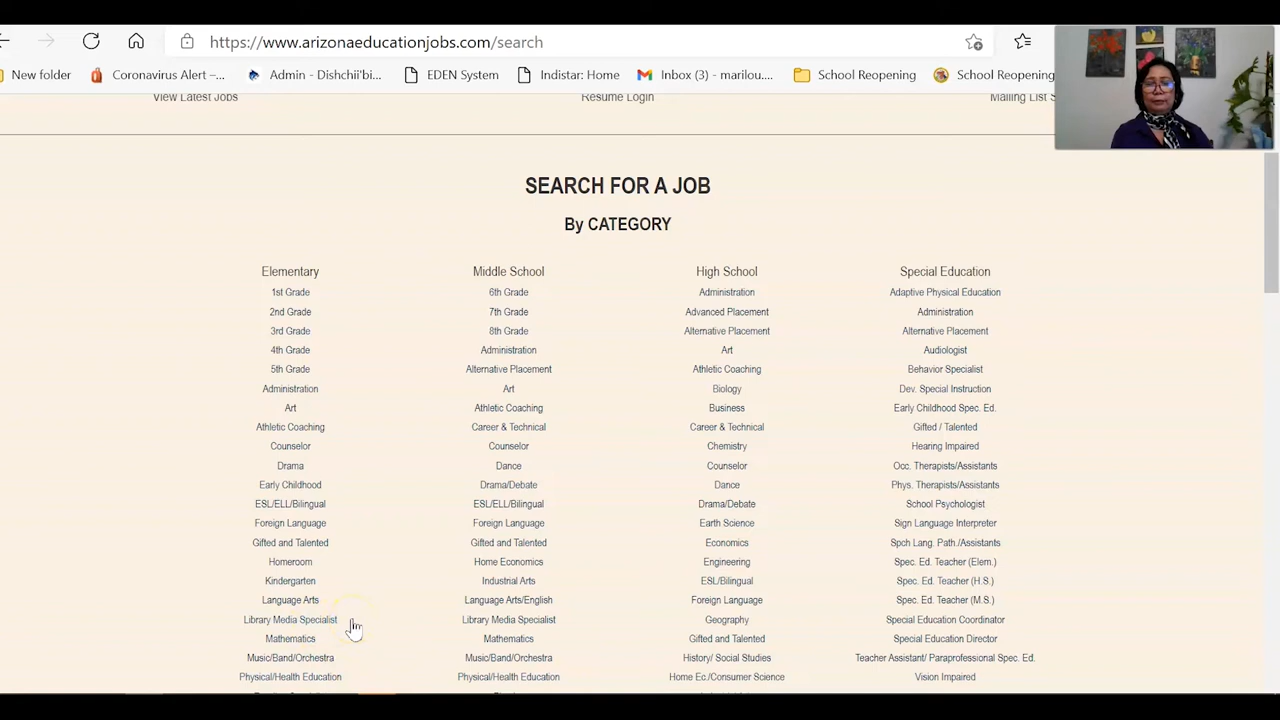 https://www.arizonaeducationjobs.com/search
New folder
Coronavirus Alert –...
Admin - Dishchii'bi...
EDEN System
Indistar: Home
Inbox (3) - marilou....
School Reopening
School Reopening
View Latest Jobs
Resume Login
Mailing List S
SEARCH FOR A JOB
By CATEGORY
Elementary
1st Grade
2nd Grade
3rd Grade
4th Grade
5th Grade
Administration
Art
Athletic Coaching
Counselor
Drama
Early Childhood
ESL/ELL/Bilingual
Foreign Language
Gifted and Talented
Homeroom
Kindergarten
Language Arts
Library Media Specialist
Mathematics
Music/Band/Orchestra
Physical/Health Education
Middle School
6th Grade
7th Grade
8th Grade
Administration
Alternative Placement
Art
Athletic Coaching
Career & Technical
Counselor
Dance
Drama/Debate
ESL/ELL/Bilingual
Foreign Language
Gifted and Talented
Home Economics
Industrial Arts
Language Arts/English
Library Media Specialist
Mathematics
Music/Band/Orchestra
Physical/Health Education
High School
Administration
Advanced Placement
Alternative Placement
Art
Athletic Coaching
Biology
Business
Career & Technical
Chemistry
Counselor
Dance
Drama/Debate
Earth Science
Economics
Engineering
ESL/Bilingual
Foreign Language
Geography
Gifted and Talented
History/ Social Studies
Home Ec./Consumer Science
Special Education
Adaptive Physical Education
Administration
Alternative Placement
Audiologist
Behavior Specialist
Dev. Special Instruction
Early Childhood Spec. Ed.
Gifted / Talented
Hearing Impaired
Occ. Therapists/Assistants
Phys. Therapists/Assistants
School Psychologist
Sign Language Interpreter
Spch Lang. Path./Assistants
Spec. Ed. Teacher (Elem.)
Spec. Ed. Teacher (H.S.)
Spec. Ed. Teacher (M.S.)
Special Education Coordinator
Special Education Director
Teacher Assistant/ Paraprofessional Spec. Ed.
Vision Impaired